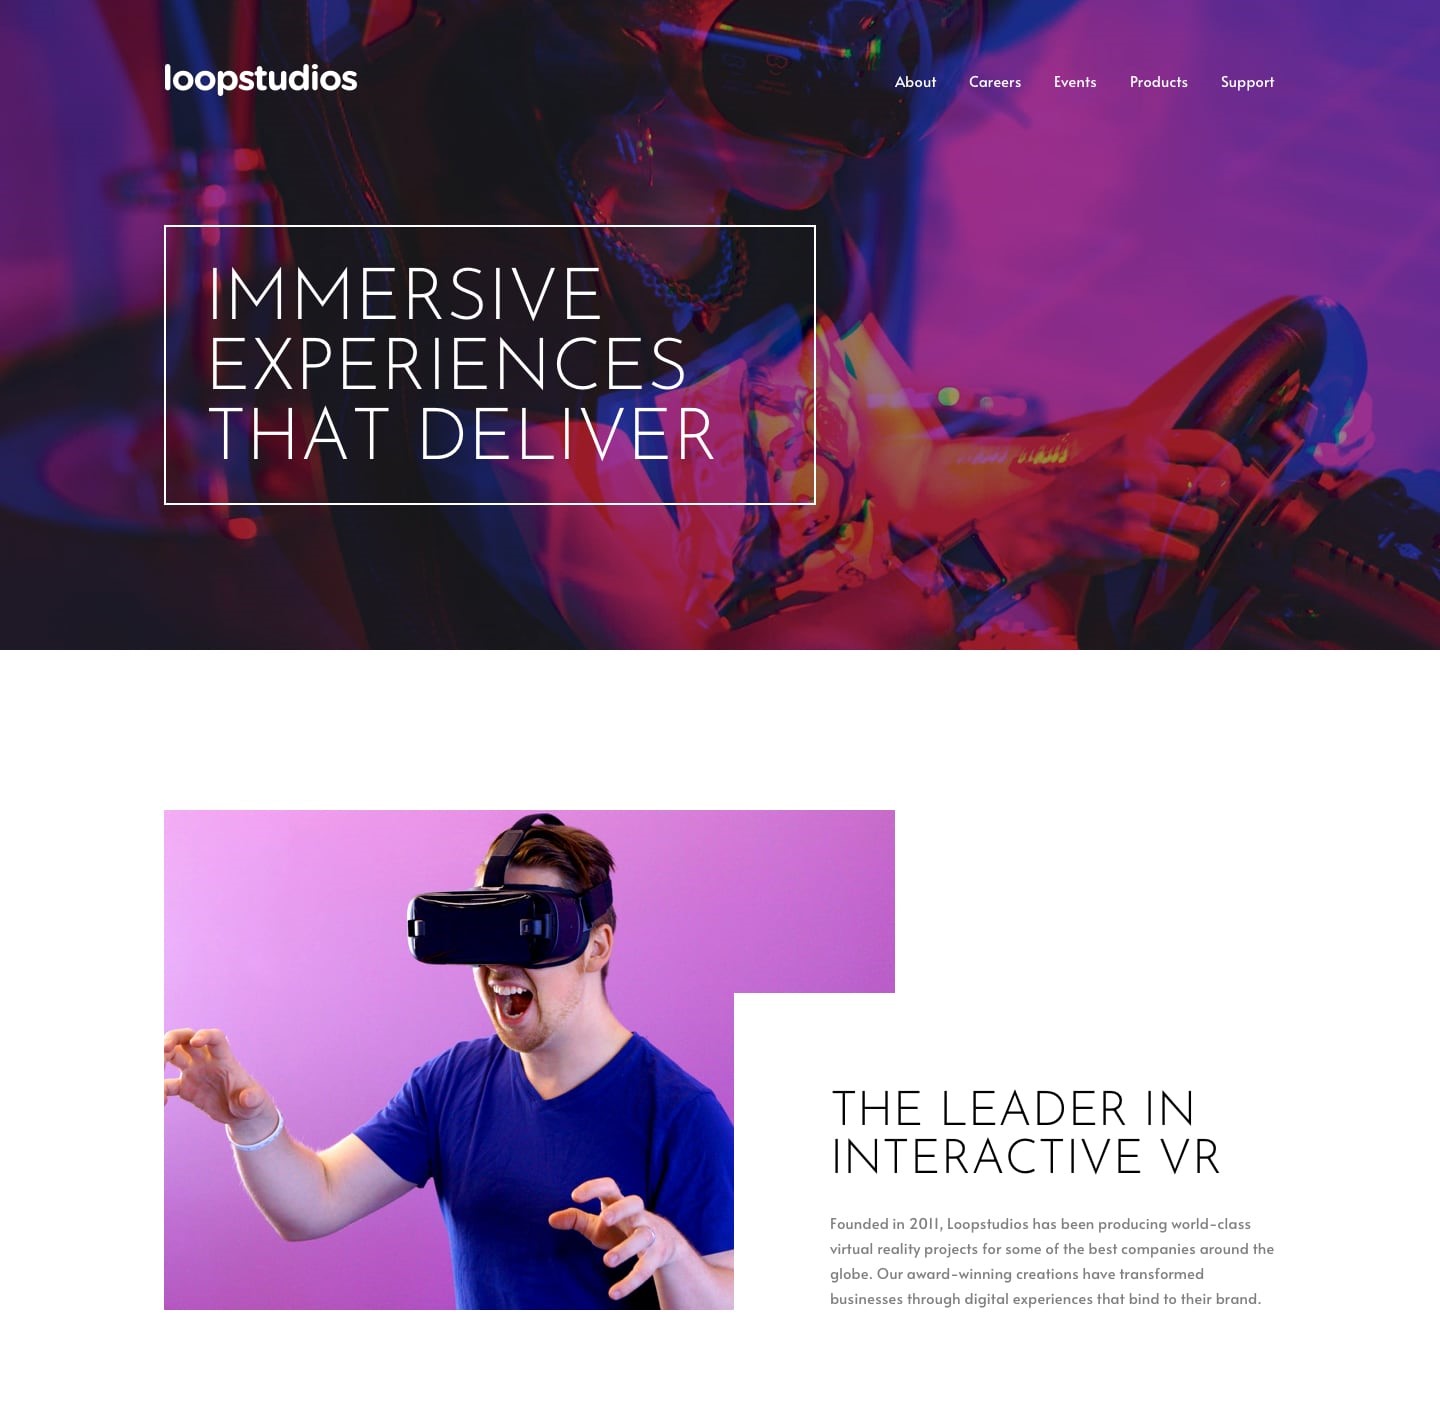 loopstudios
About Careers Events Products Support
IMMERSIVE
EXPERIENCES
THAT DELIVER
THE LEADER IN
INTERACTIVE VR
Founded in 2011, Loopstudios has been producing world-class
virtual reality projects for some of the best companies around the
globe. Our award-winning creations have transformed
businesses through digital experiences that bind to their brand.